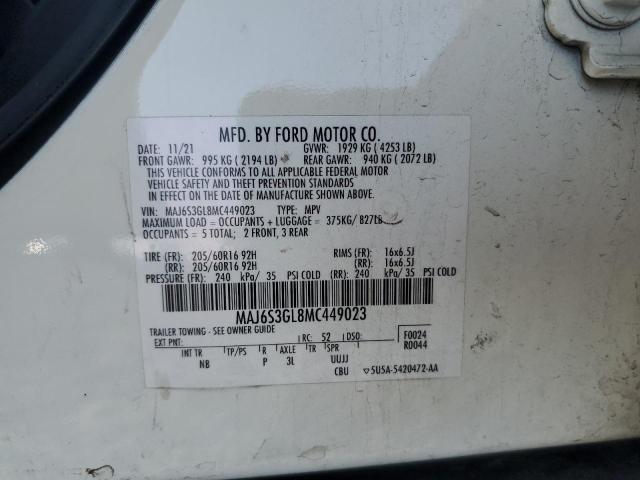 MFD. BY FORD MOTOR CO.
DATE: 11/21 GVWR: 1929 KG ( 4253 LB)
FRONT GAWR: 995 KG ( 2194 LB) REAR GAWR: 940 KG ( 2072 LB)
THIS VEHICLE CONFORMS TO ALL APPLICABLE FEDERAL MOTOR
VEHICLE SAFETY AND THEFT PREVENTION STANDARDS
IN EFFECT ON THE DATE OF MANUFACTURE SHOWN ABOVE.
VIN: MAJ6S3GL8MC449023 TYPE: MPV
MAXIMUM LOAD = OCCUPANTS + LUGGAGE = 375KG/ 827LB
OCCUPANTS = 5 TOTAL; 2 FRONT, 3 REAR
TIRE (FR): 205/60R16 92H RIMS (FR): 16x6.5J
(RR): 205/60R16 92H (RR): 16x6.5J
PRESSURE (FR): 240 kPa/ 35 PSI COLD (RR): 240 kPa/ 35 PSI COLD
MAJ6S3GL8MC449023
TRAILER TOWING - SEE OWNER GUIDE
EXT PNT: RC: 52 DSO: F0024
R0044
INT TR TP/PS R AXLE TR SPR
NB P 3L UUJJ
CBU ▽5U5A-5420472-AA